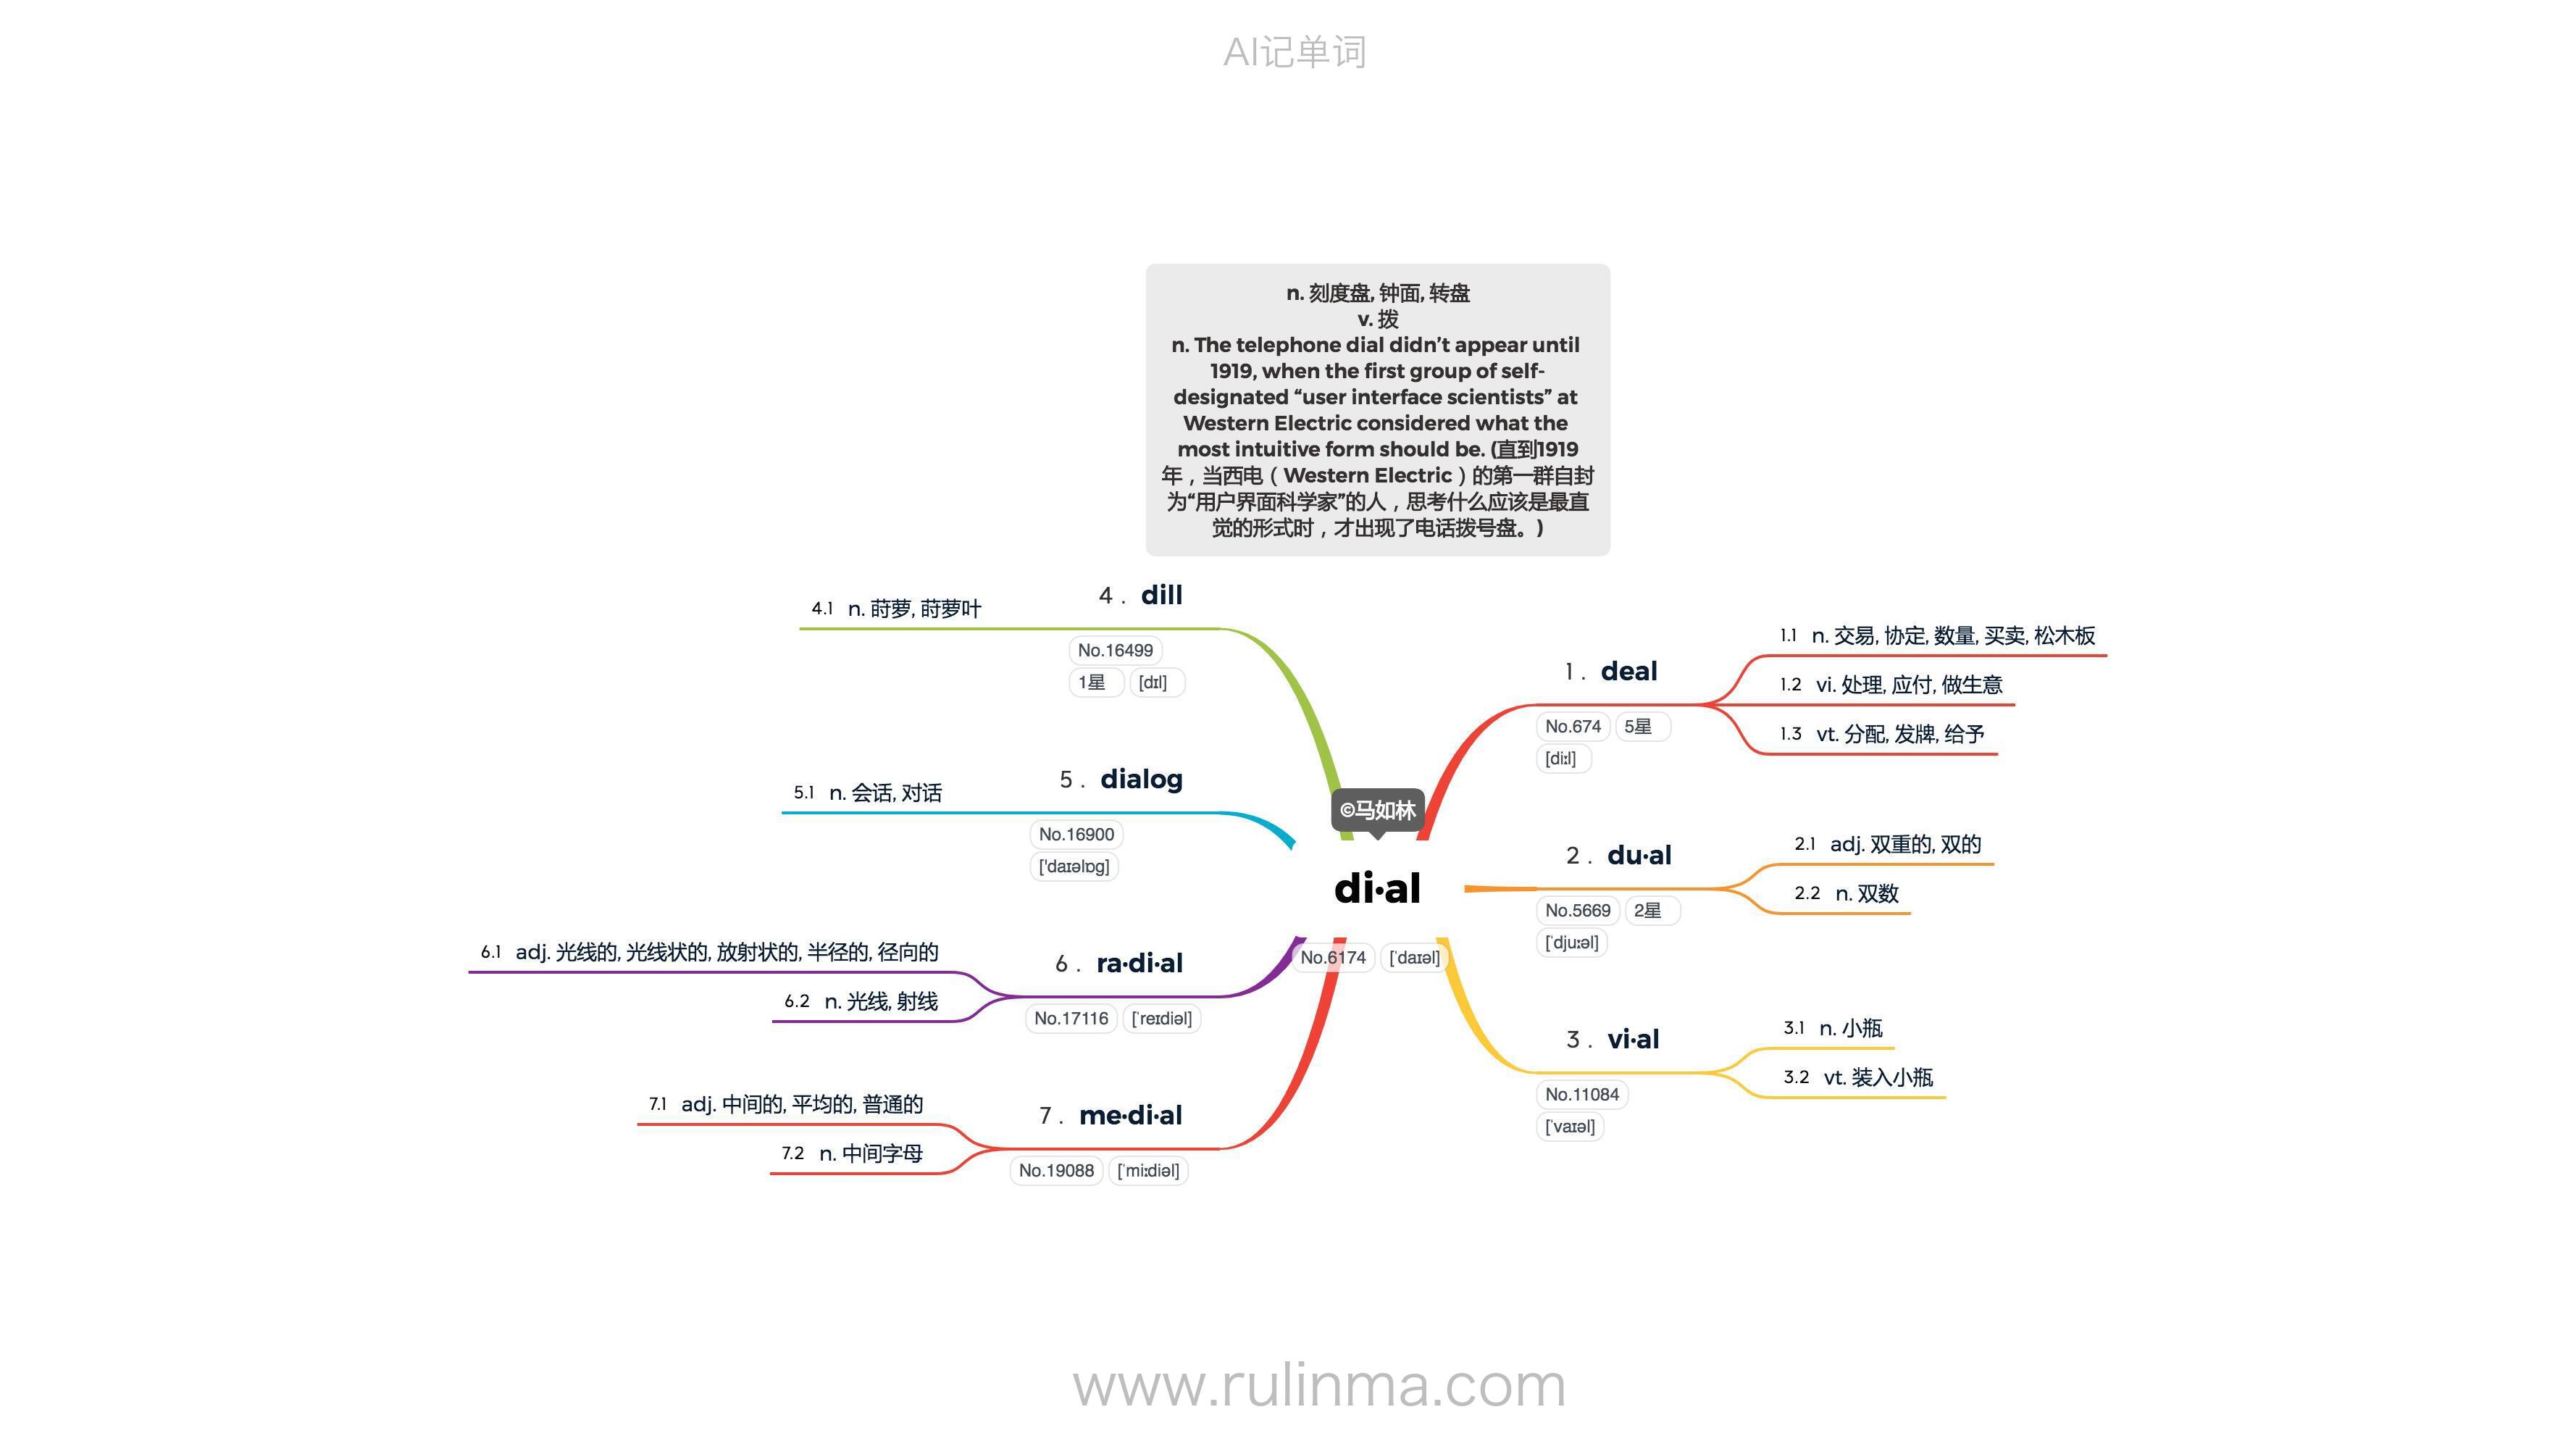 AI记单词
n. 刻度盘, 钟面, 转盘
v. 拨
n. The telephone dial didn’t appear until
1919, when the first group of self-
designated “user interface scientists” at
Western Electric considered what the
most intuitive form should be. (直到1919
年，当西电（Western Electric）的第一群自封
为“用户界面科学家”的人，思考什么应该是最直
觉的形式时，才出现了电话拨号盘。)
©马如林
di·al
No.6174 [ˈdaɪəl]
1. deal
No.674 5星
[diːl]
1.1 n. 交易, 协定, 数量, 买卖, 松木板
1.2 vi. 处理, 应付, 做生意
1.3 vt. 分配, 发牌, 给予
2. du·al
No.5669 2星
[ˈdjuːəl]
2.1 adj. 双重的, 双的
2.2 n. 双数
3. vi·al
No.11084
[ˈvaɪəl]
3.1 n. 小瓶
3.2 vt. 装入小瓶
4. dill
No.16499
1星 [dɪl]
4.1 n. 莳萝, 莳萝叶
5. dialog
No.16900
['daɪəlɒg]
5.1 n. 会话, 对话
6. ra·di·al
No.17116 [ˈreɪdiəl]
6.1 adj. 光线的, 光线状的, 放射状的, 半径的, 径向的
6.2 n. 光线, 射线
7. me·di·al
No.19088 [ˈmiːdiəl]
7.1 adj. 中间的, 平均的, 普通的
7.2 n. 中间字母
www.rulinma.com